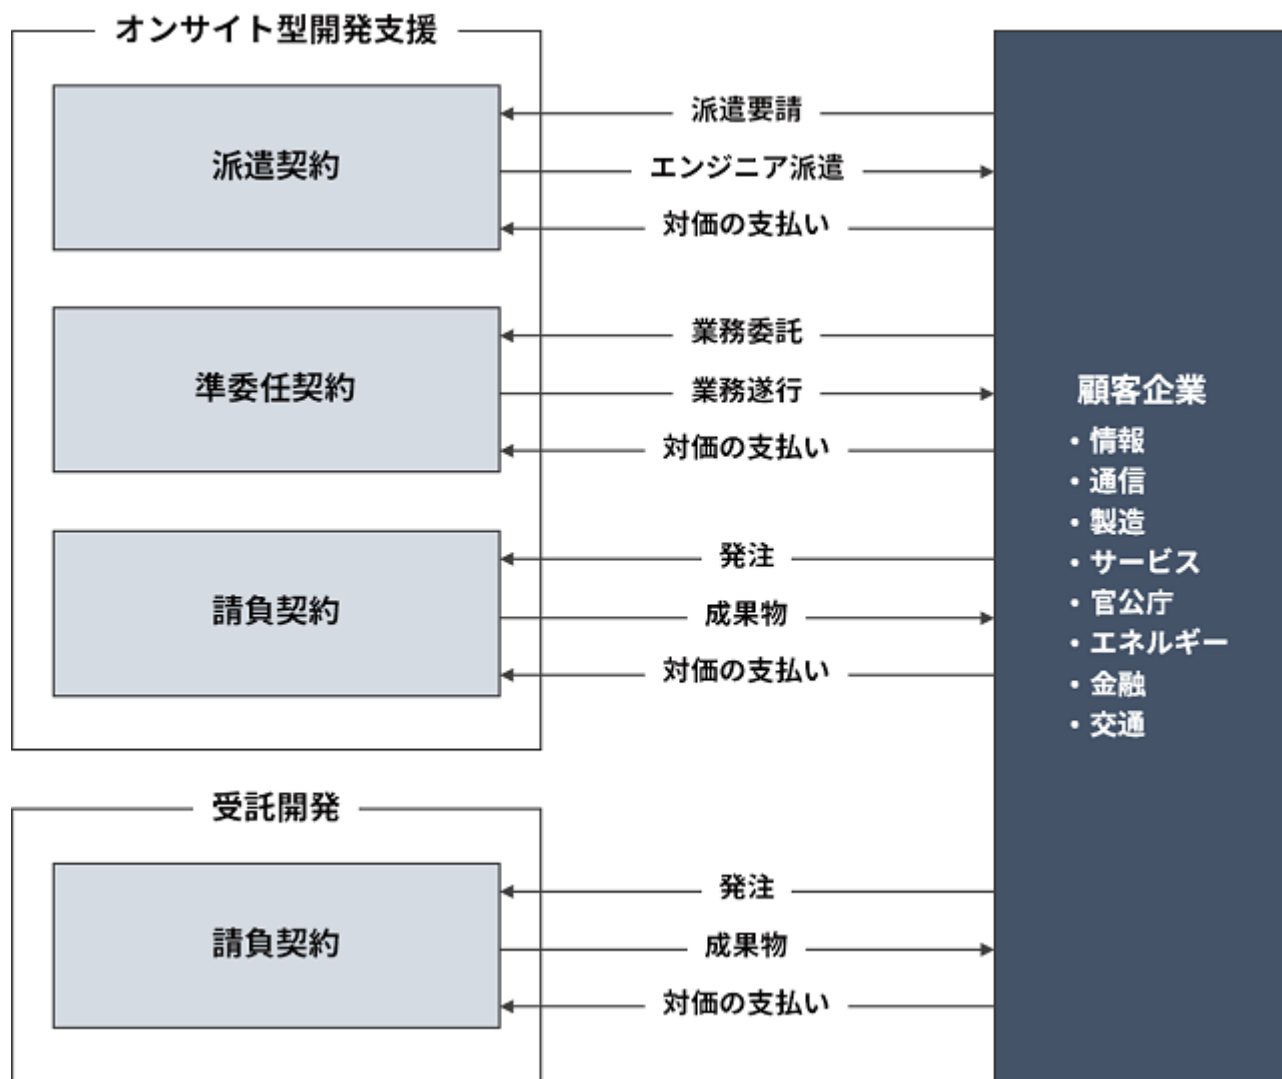 オンサイト型開発支援
派遣契約
派遣要請
エンジニア派遣
対価の支払い
準委任契約
業務委託
業務遂行
対価の支払い
請負契約
発注
成果物
対価の支払い
受託開発
請負契約
発注
成果物
対価の支払い
顧客企業
・情報
・通信
・製造
・サービス
・官公庁
・エネルギー
・金融
・交通